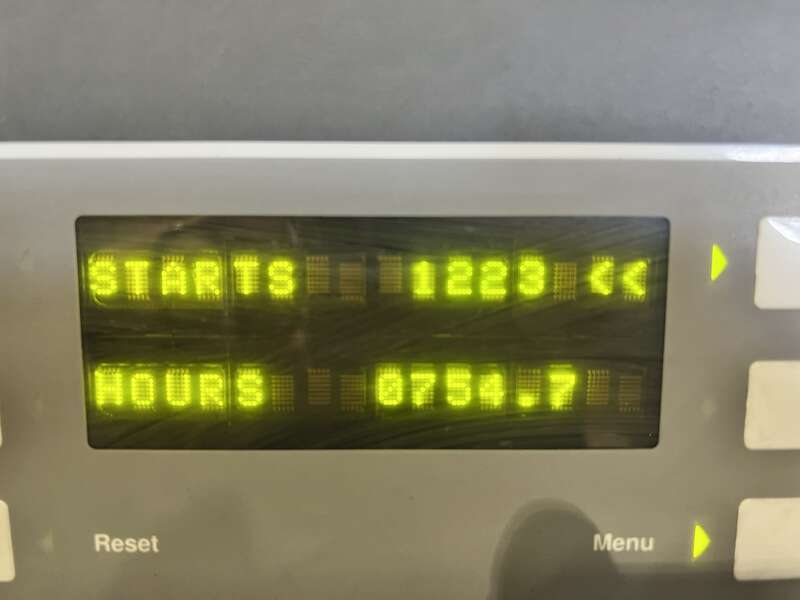 STARTS 1223 <<
HOURS 0754.7
Reset
Menu